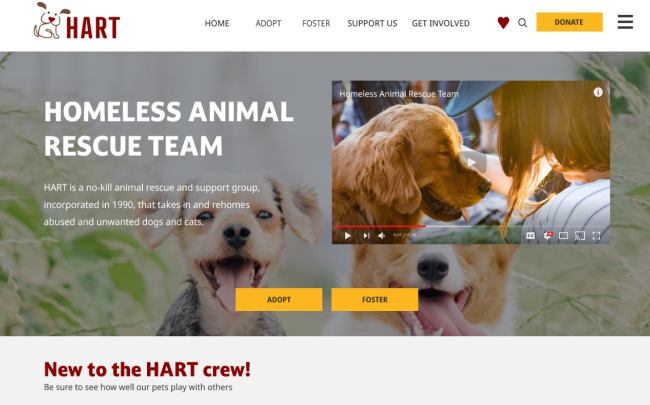 HART
HOME
ADOPT
FOSTER
SUPPORT US
GET INVOLVED
DONATE
HOMELESS ANIMAL
RESCUE TEAM
HART is a no-kill animal rescue and support group,
incorporated in 1990, that takes in and rehomes
abused and unwanted dogs and cats.
Homeless Animal Rescue Team
CC
ADOPT
FOSTER
New to the HART crew!
Be sure to see how well our pets play with others